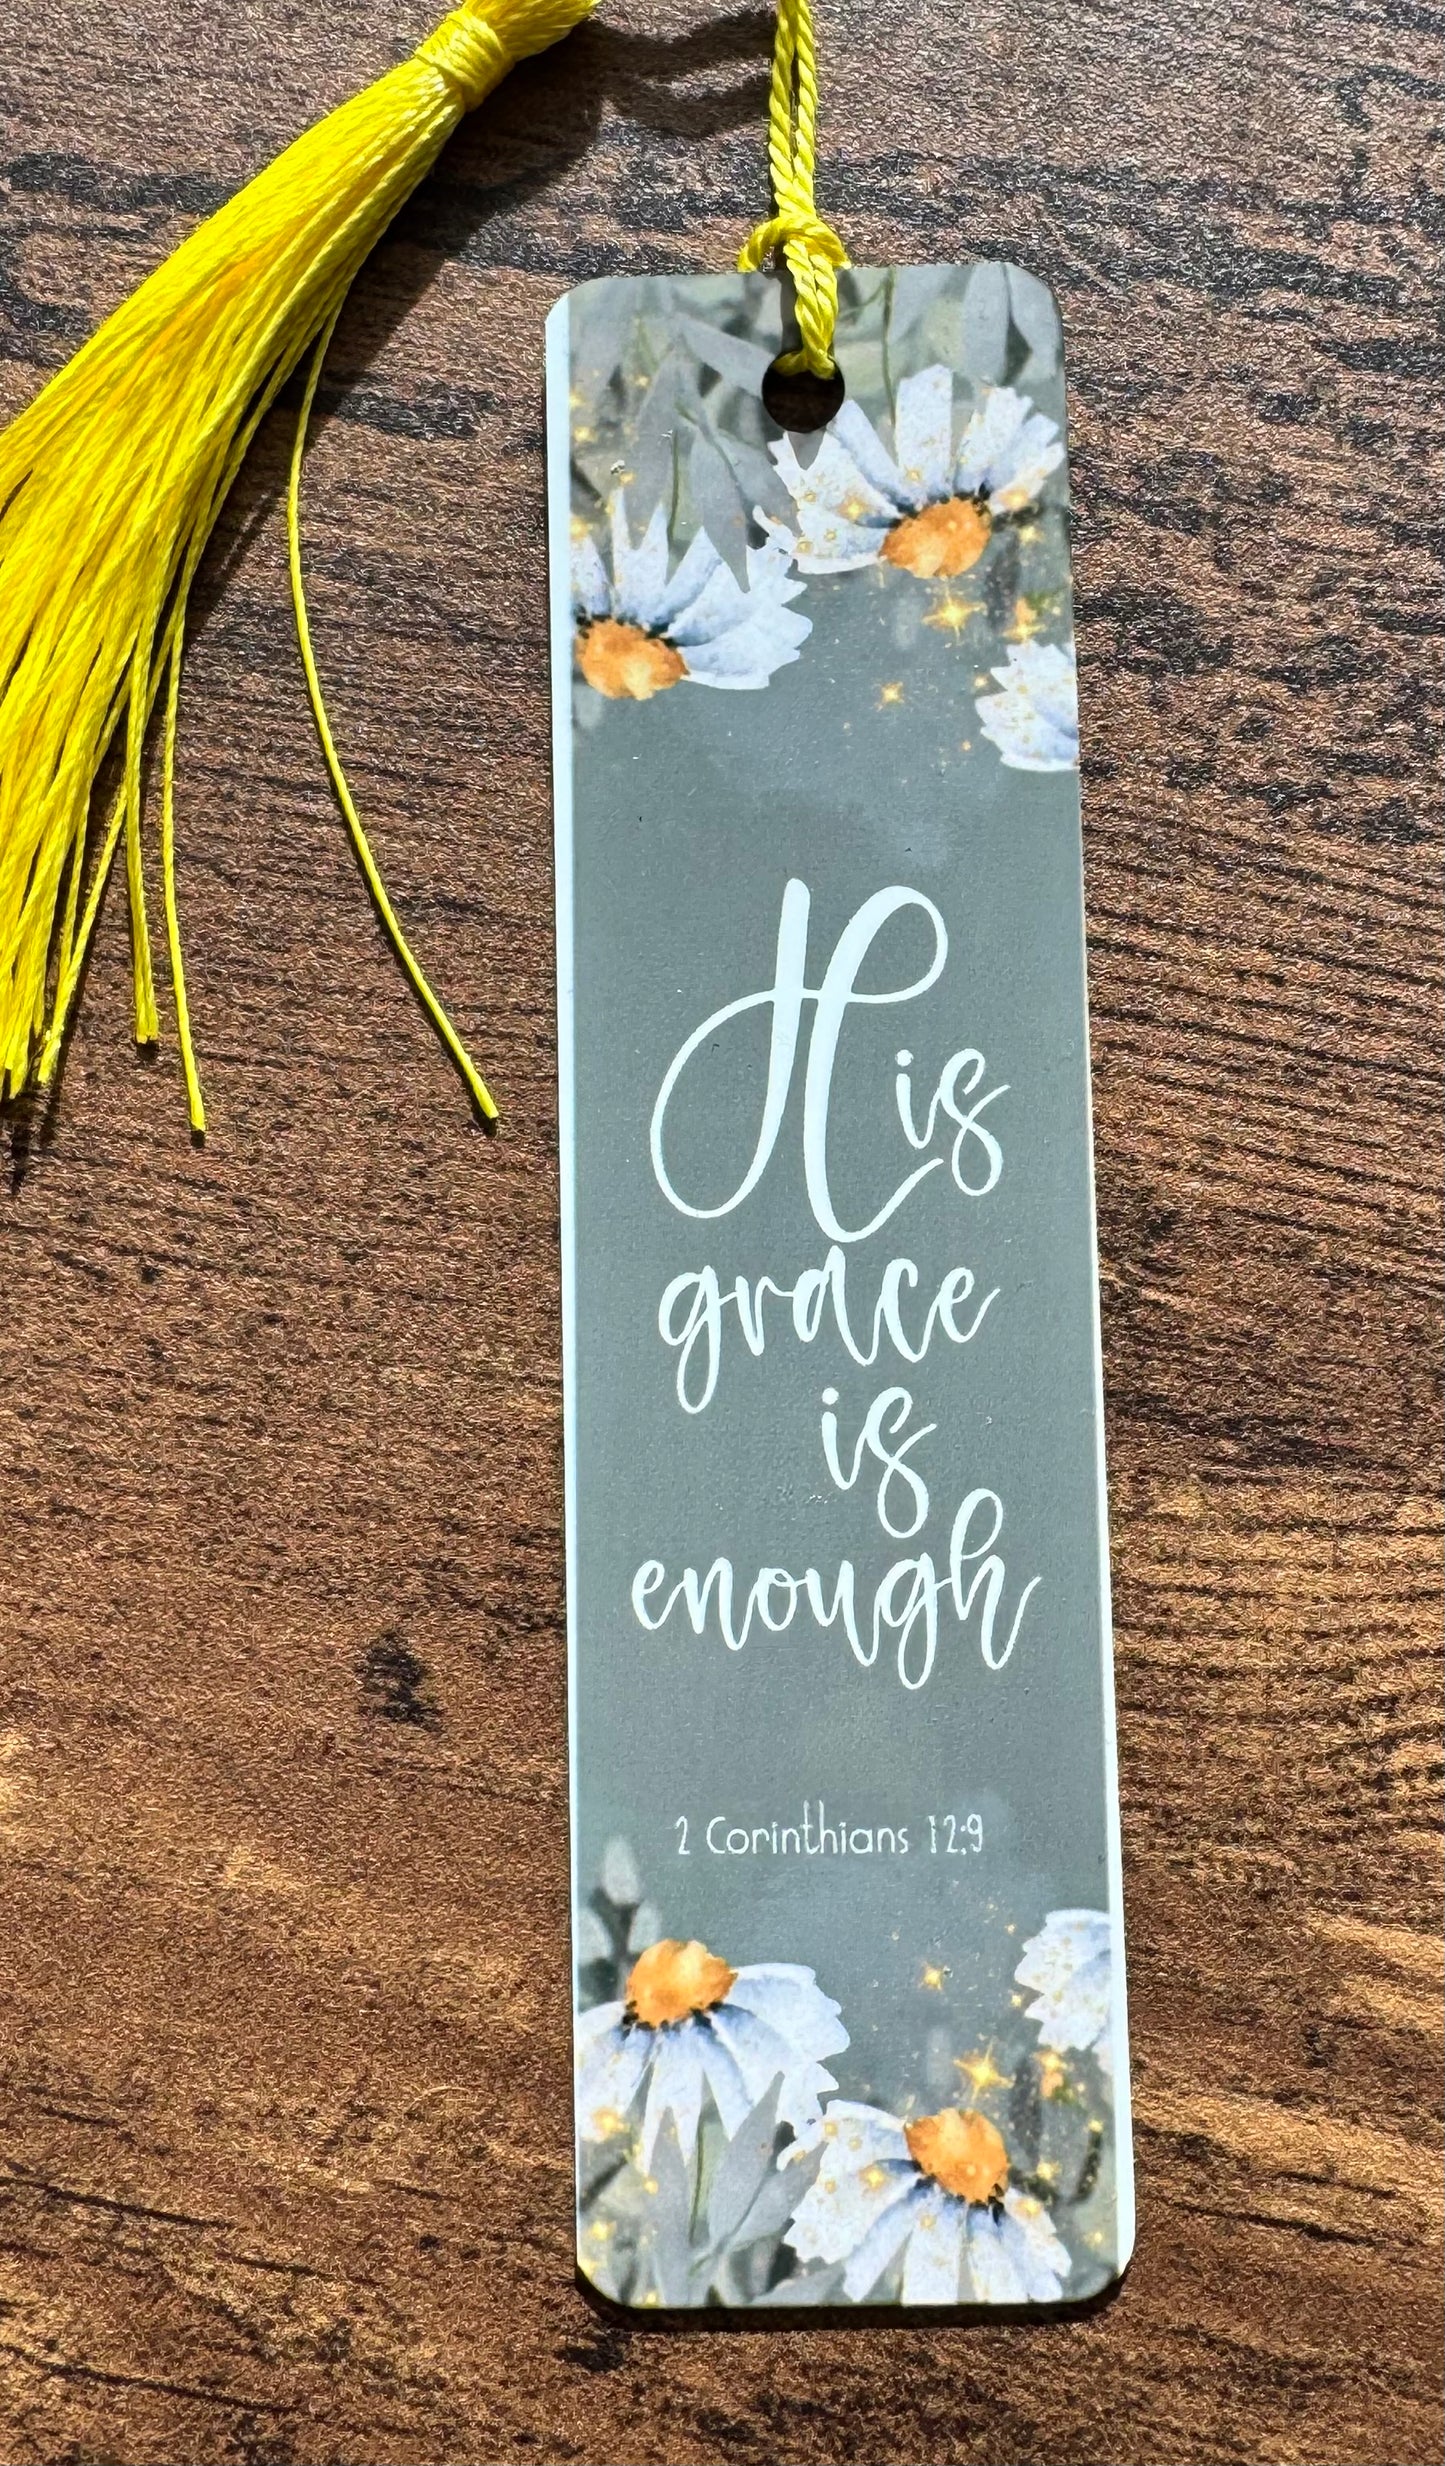 His
grace
is
enough
2 Corinthians 12:9